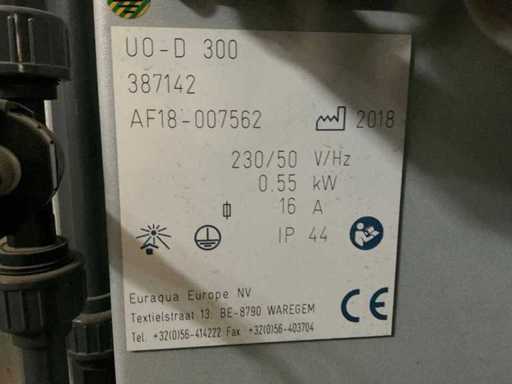 UO-D 300
387142
AF18-007562 2018
230/50 V/Hz
0.55 kW
16 A
IP 44
Euraqua Europe NV
Textielstraat 13; BE-8790 WAREGEM
Tel. +32(0)56-414222 Fax +32(0)56-403704
CE